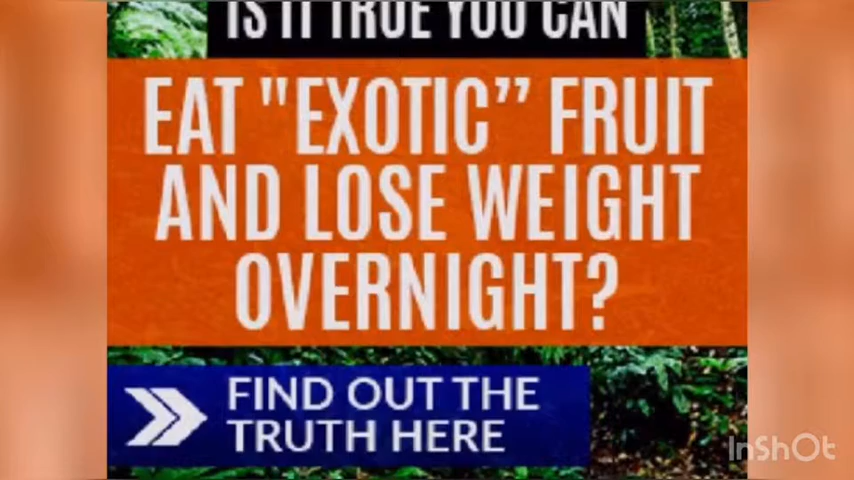 IS IT TRUE YOU CAN
EAT "EXOTIC” FRUIT
AND LOSE WEIGHT
OVERNIGHT?
FIND OUT THE
TRUTH HERE
InShOt